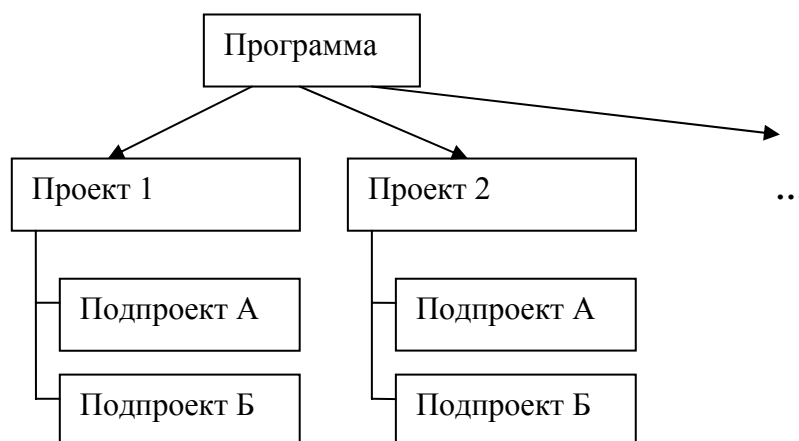 Программа
Проект 1
Проект 2
..
Подпроект А
Подпроект А
Подпроект Б
Подпроект Б